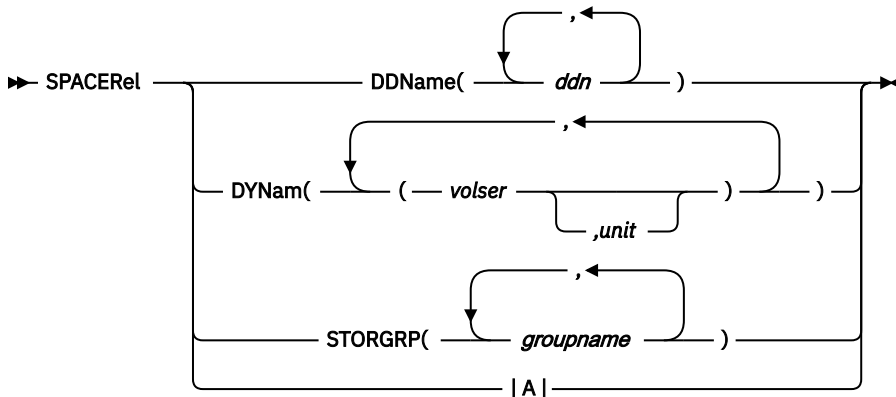 ,
SPACERel DDName( ddn )
,
DYNam( ( volser ) )
,unit
,
STORGRP( groupname )
| A |